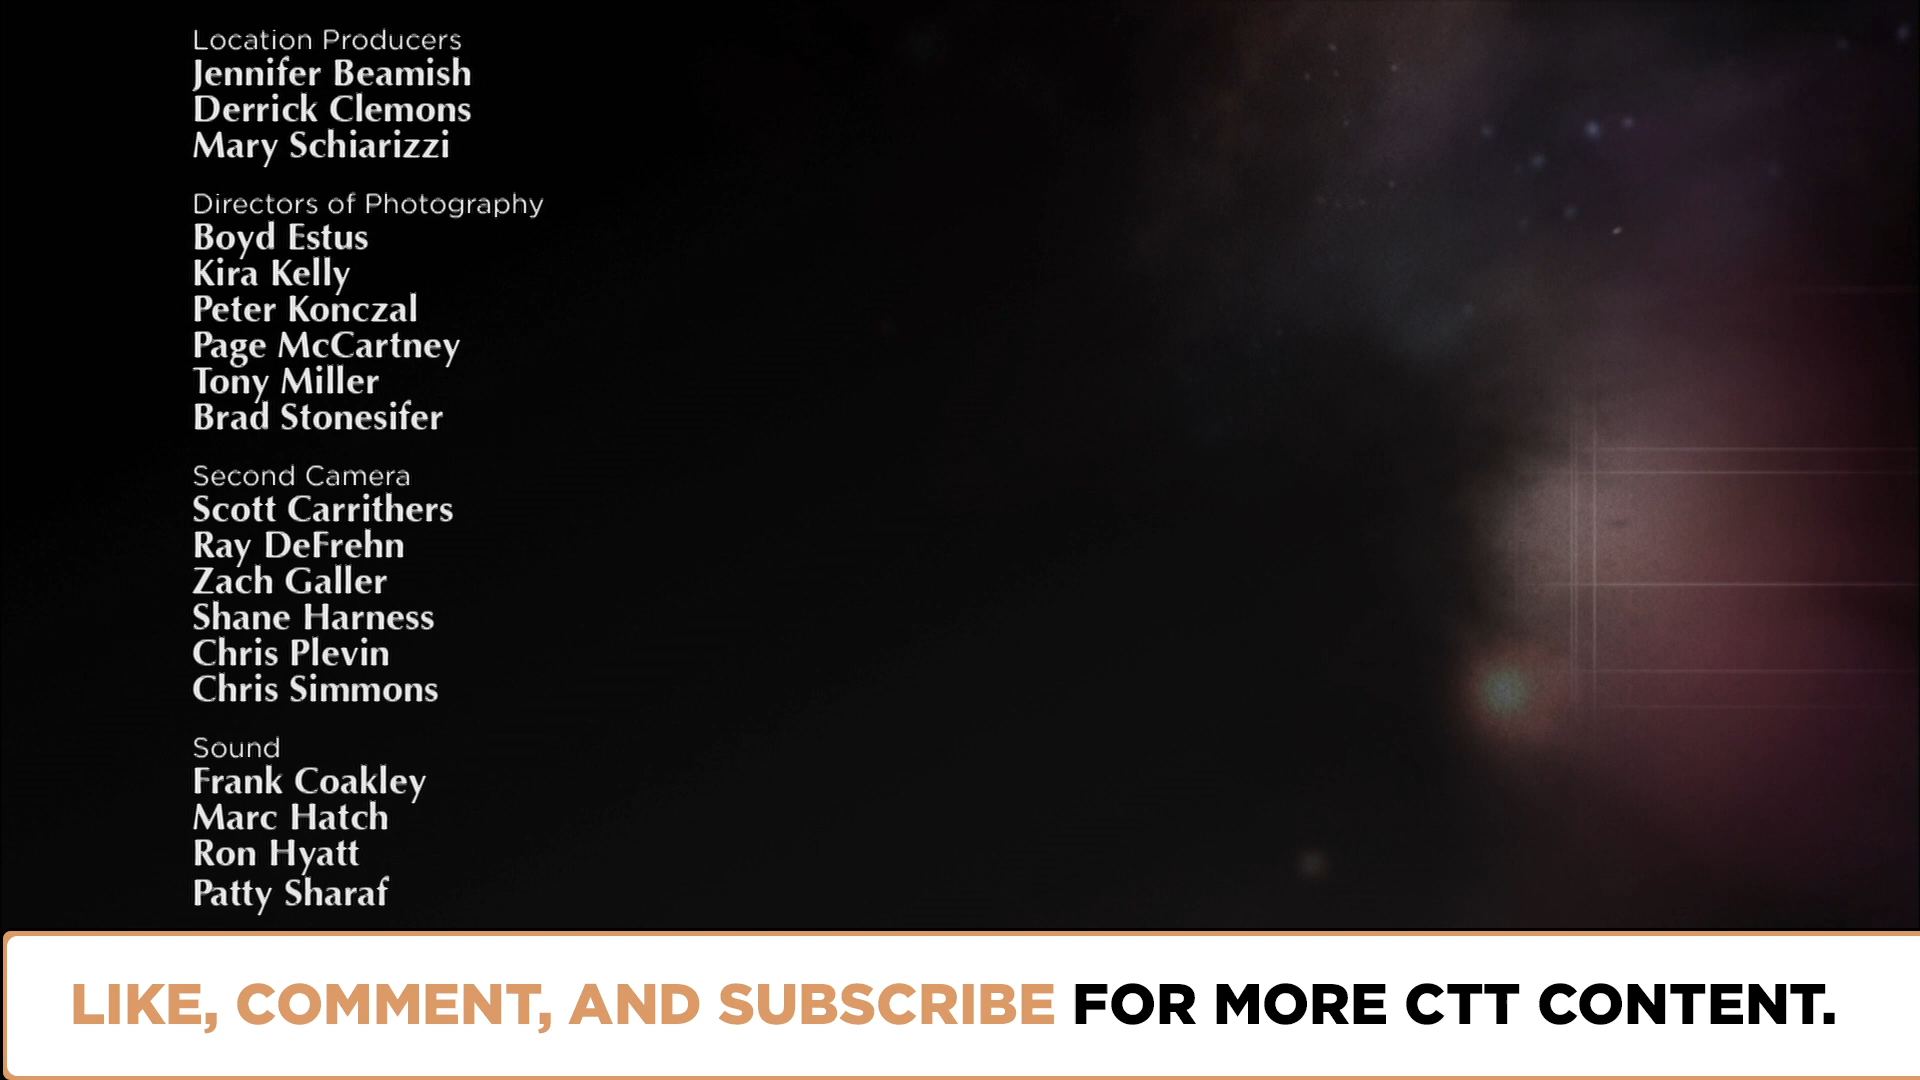 Location Producers
Jennifer Beamish
Derrick Clemons
Mary Schiarizzi
Directors of Photography
Boyd Estus
Kira Kelly
Peter Konczal
Page McCartney
Tony Miller
Brad Stonesifer
Second Camera
Scott Carrithers
Ray DeFrehn
Zach Galler
Shane Harness
Chris Plevin
Chris Simmons
Sound
Frank Coakley
Marc Hatch
Ron Hyatt
Patty Sharaf
LIKE, COMMENT, AND SUBSCRIBE FOR MORE CTT CONTENT.